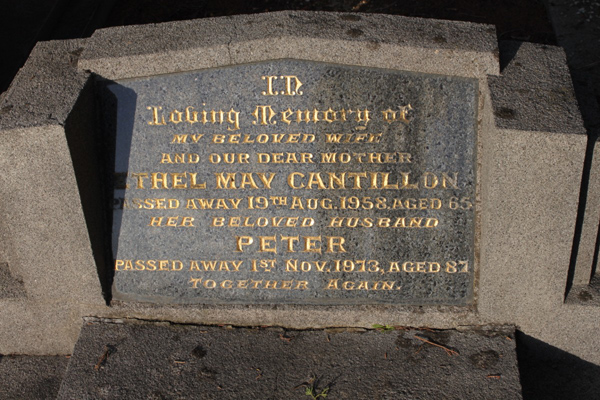 In
Loving Memory of
MY BELOVED WIFE
AND OUR DEAR MOTHER
ETHEL MAY CANTILLON
PASSED AWAY 19TH AUG. 1958, AGED 65
HER BELOVED HUSBAND
PETER
PASSED AWAY 1ST NOV. 1973, AGED 87
TOGETHER AGAIN.